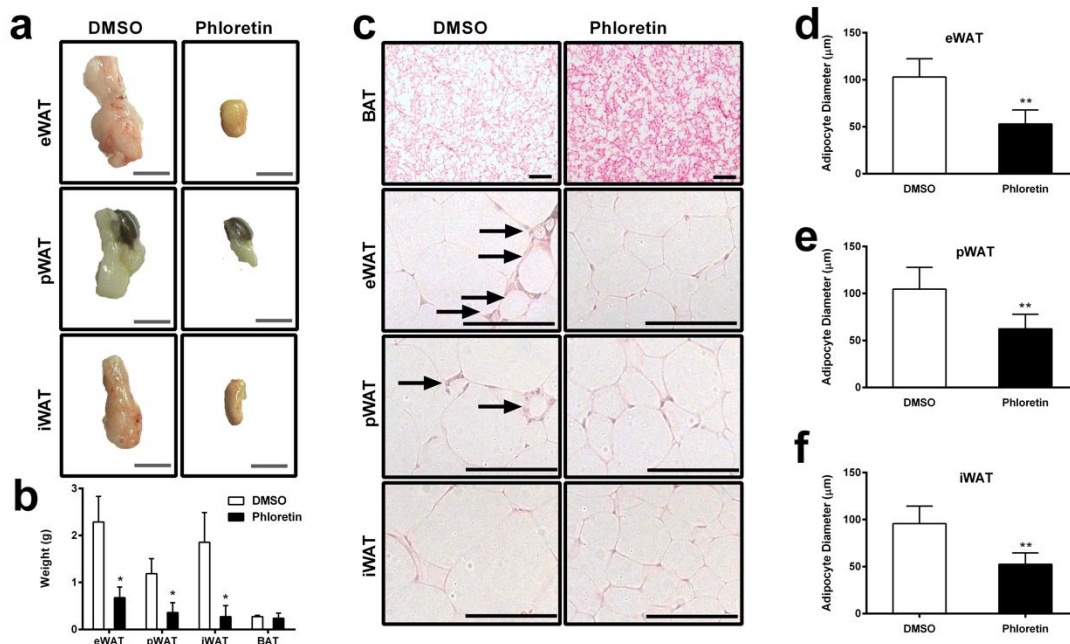 a
DMSO Phloretin
eWAT
pWAT
iWAT
b
Weight (g)
3
2
1
0
DMSO
Phloretin
*
*
*
eWAT pWAT iWAT BAT
c
DMSO Phloretin
BAT
eWAT
pWAT
iWAT
d
eWAT
Adipocyte Diameter (μm)
150
100
50
0
**
DMSO Phloretin
e
pWAT
Adipocyte Diameter (μm)
150
100
50
0
**
DMSO Phloretin
f
iWAT
Adipocyte Diameter (μm)
150
100
50
0
**
DMSO Phloretin